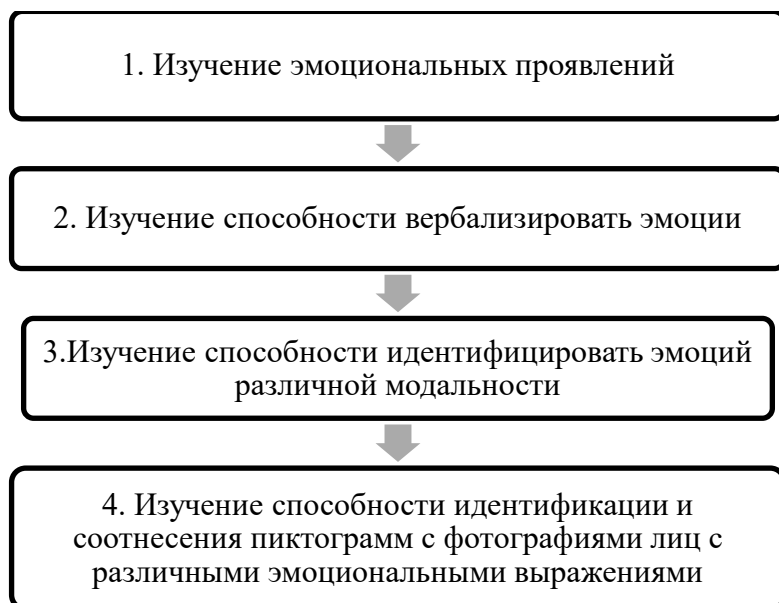 1. Изучение эмоциональных проявлений
2. Изучение способности вербализировать эмоции
3.Изучение способности идентифицировать эмоций
различной модальности
4. Изучение способности идентификации и
соотнесения пиктограмм с фотографиями лиц с
различными эмоциональными выражениями